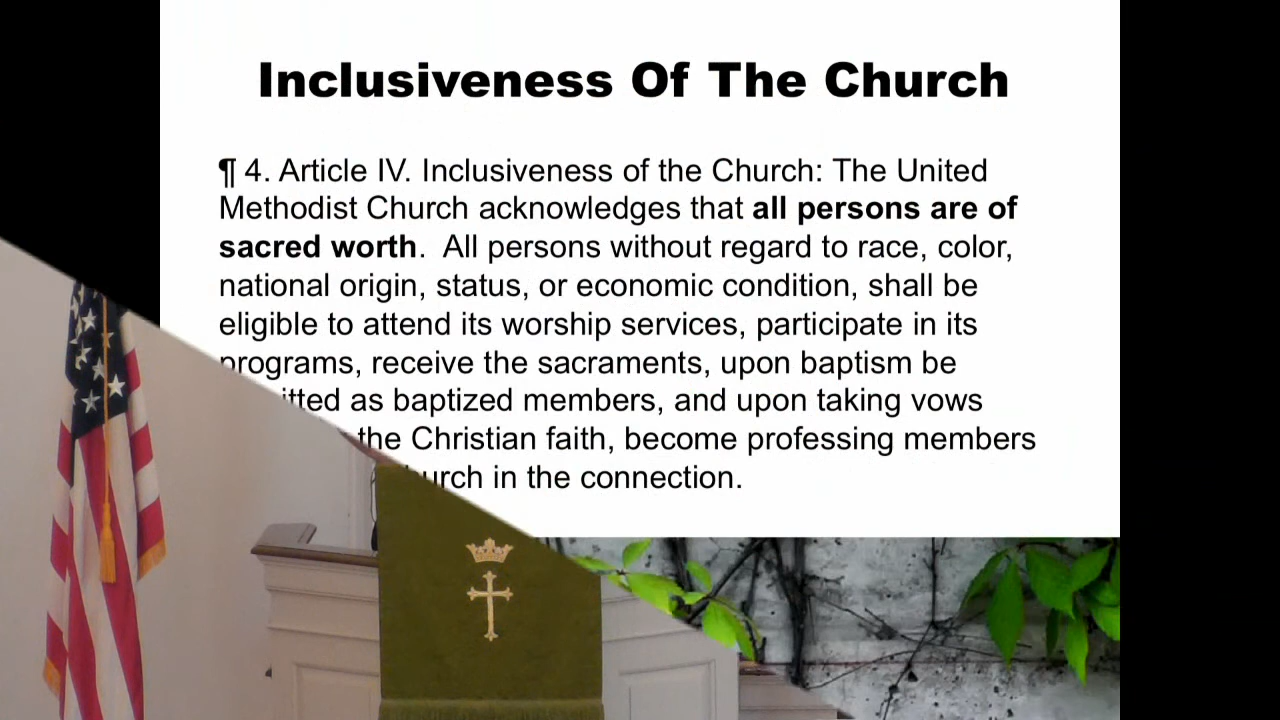 Inclusiveness Of The Church
¶ 4. Article IV. Inclusiveness of the Church: The United
Methodist Church acknowledges that all persons are of
sacred worth.  All persons without regard to race, color,
national origin, status, or economic condition, shall be
eligible to attend its worship services, participate in its
programs, receive the sacraments, upon baptism be
as baptized members, and upon taking vows
the Christian faith, become professing members
in the connection.